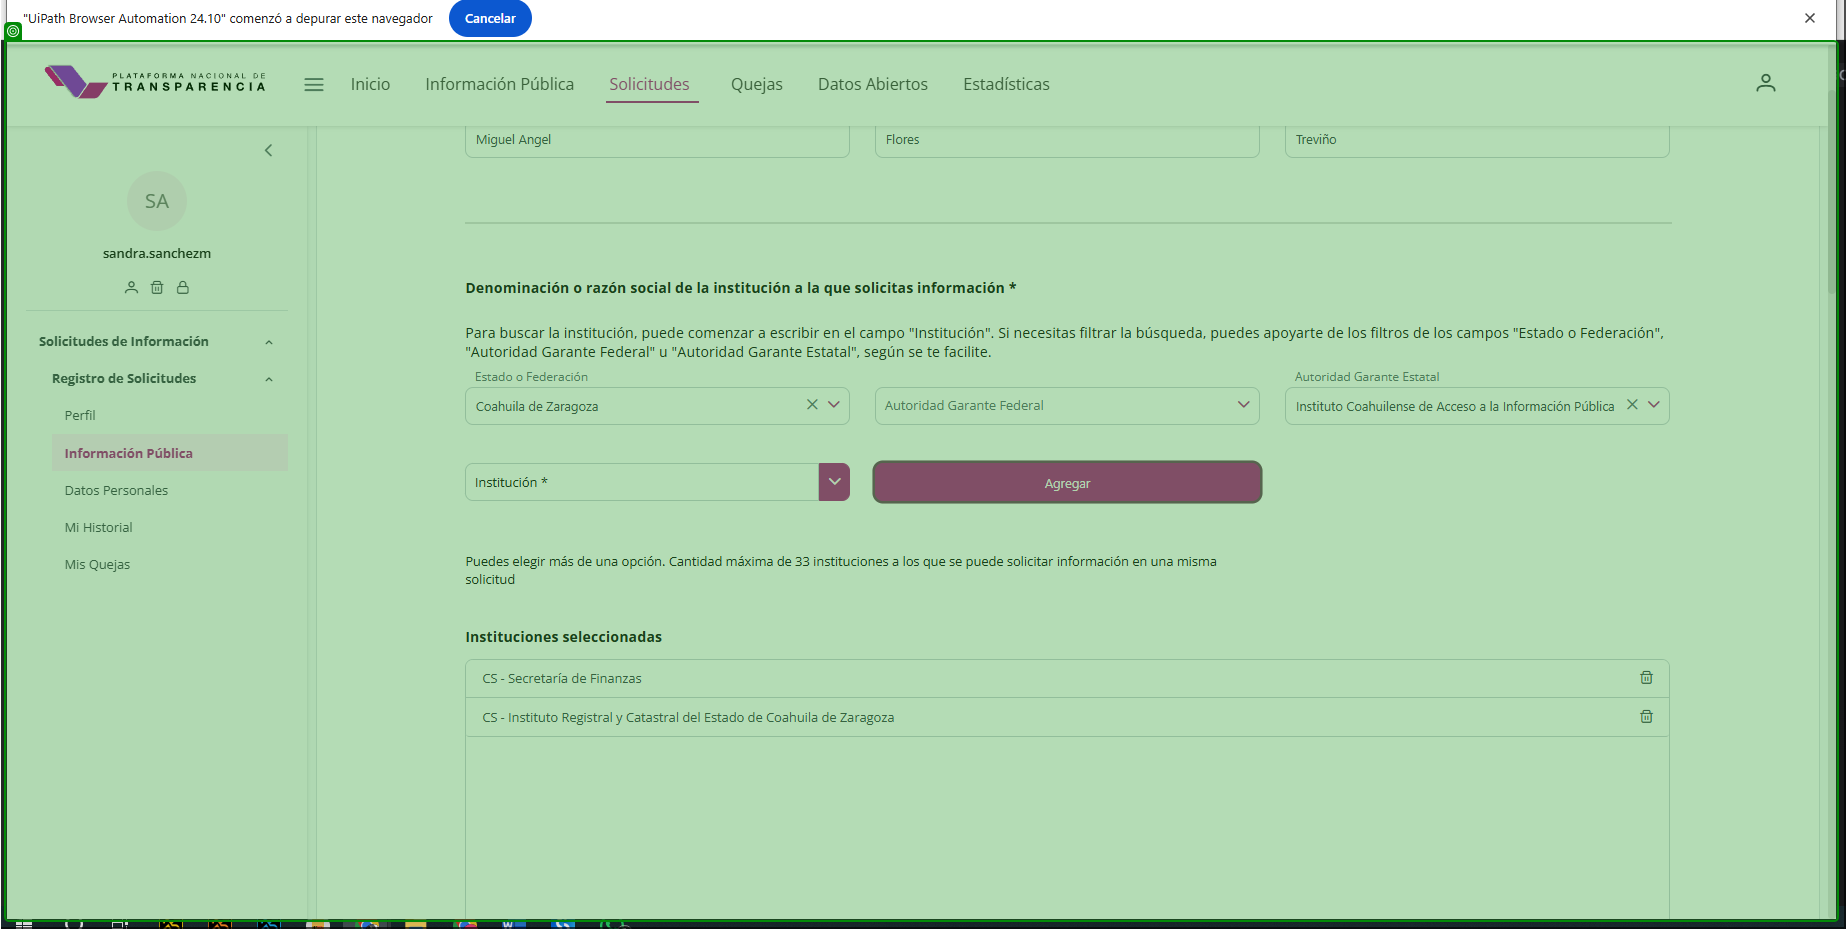 "UiPath Browser Automation 24.10" comenzó a depurar este navegador
Cancelar
PLATAFORMA NACIONAL DE
TRANSPARENCIA
Inicio
Información Pública
Solicitudes
Quejas
Datos Abiertos
Estadísticas
SA
sandra.sanchezm
Solicitudes de Información
Registro de Solicitudes
Perfil
Información Pública
Datos Personales
Mi Historial
Mis Quejas
Miguel Angel
Flores
Treviño
Denominación o razón social de la institución a la que solicitas información *
Para buscar la institución, puede comenzar a escribir en el campo "Institución". Si necesitas filtrar la búsqueda, puedes apoyarte de los filtros de los campos "Estado o Federación",
"Autoridad Garante Federal" u "Autoridad Garante Estatal", según se te facilite.
Estado o Federación
Coahuila de Zaragoza
Autoridad Garante Federal
Autoridad Garante Estatal
Instituto Coahuilense de Acceso a la Información Pública
Institución *
Agregar
Puedes elegir más de una opción. Cantidad máxima de 33 instituciones a los que se puede solicitar información en una misma
solicitud
Instituciones seleccionadas
CS - Secretaría de Finanzas
CS - Instituto Registral y Catastral del Estado de Coahuila de Zaragoza